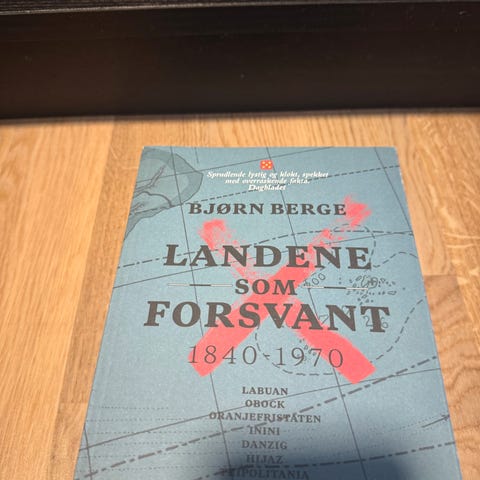 Sprudlende lystig og klokt, spekket
med overraskende fakta.
Dagbladet
BJØRN BERGE
LANDENE
SOM
FORSVANT
1840-1970
LABUAN
OBOCK
ORANJEFRISTATEN
ININI
DANZIG
HIJAZ
TRIPOLITANIA